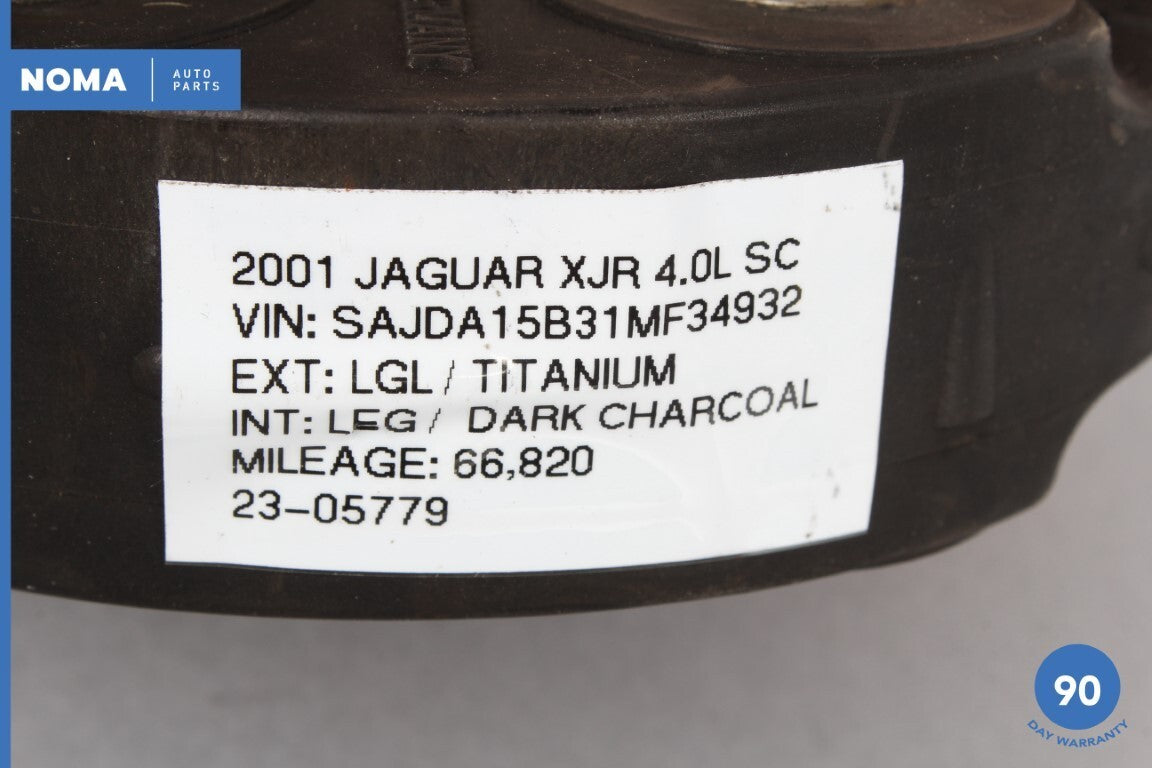 NOMA
AUTO
PARTS
2001 JAGUAR XJR 4.0L SC
VIN: SAJDA15B31MF34932
EXT: LGL / TITANIUM
INT: LEG / DARK CHARCOAL
MILEAGE: 66,820
23-05779
90
DAY WARRANTY